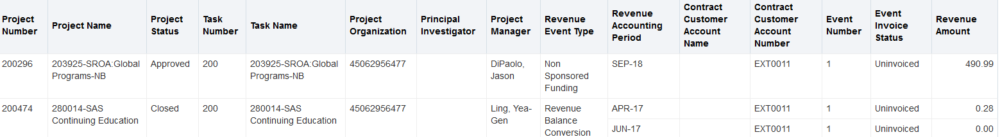 Project Number Project Name Project Status Task Number Task Name Project Organization Principal Investigator Project Manager Revenue Event Type Revenue Accounting Period Contract Customer Account Name Contract Customer Account Number Event Number Event Invoice Status Revenue Amount
200296 203925-SROA:Global Programs-NB Approved 200 203925-SROA:Global Programs-NB 45062956477 DiPaolo, Jason Non Sponsored Funding SEP-18 EXT0011 1 Uninvoiced 490.99
200474 280014-SAS Continuing Education Closed 200 280014-SAS Continuing Education 45062956477 Ling, Yea-Gen Revenue Balance Conversion APR-17 EXT0011 1 Uninvoiced 0.28
JUN-17 EXT0011 1 Uninvoiced 0.00